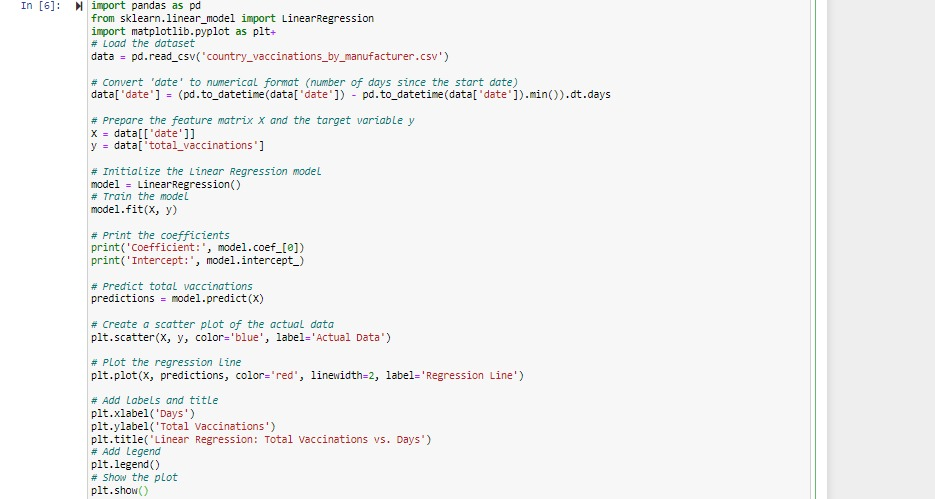 In [6]:
import pandas as pd
from sklearn.linear_model import LinearRegression
import matplotlib.pyplot as plt+
# Load the dataset
data = pd.read_csv('country_vaccinations_by_manufacturer.csv')

# Convert 'date' to numerical format (number of days since the start date)
data['date'] = (pd.to_datetime(data['date']) - pd.to_datetime(data['date']).min()).dt.days

# Prepare the feature matrix X and the target variable y
X = data[['date']]
y = data['total_vaccinations']

# Initialize the Linear Regression model
model = LinearRegression()
# Train the model
model.fit(X, y)

# Print the coefficients
print('Coefficient:', model.coef_[0])
print('Intercept:', model.intercept_)

# Predict total vaccinations
predictions = model.predict(X)

# Create a scatter plot of the actual data
plt.scatter(X, y, color='blue', label='Actual Data')

# Plot the regression line
plt.plot(X, predictions, color='red', linewidth=2, label='Regression Line')

# Add labels and title
plt.xlabel('Days')
plt.ylabel('Total Vaccinations')
plt.title('Linear Regression: Total Vaccinations vs. Days')
# Add legend
plt.legend()
# Show the plot
plt.show()